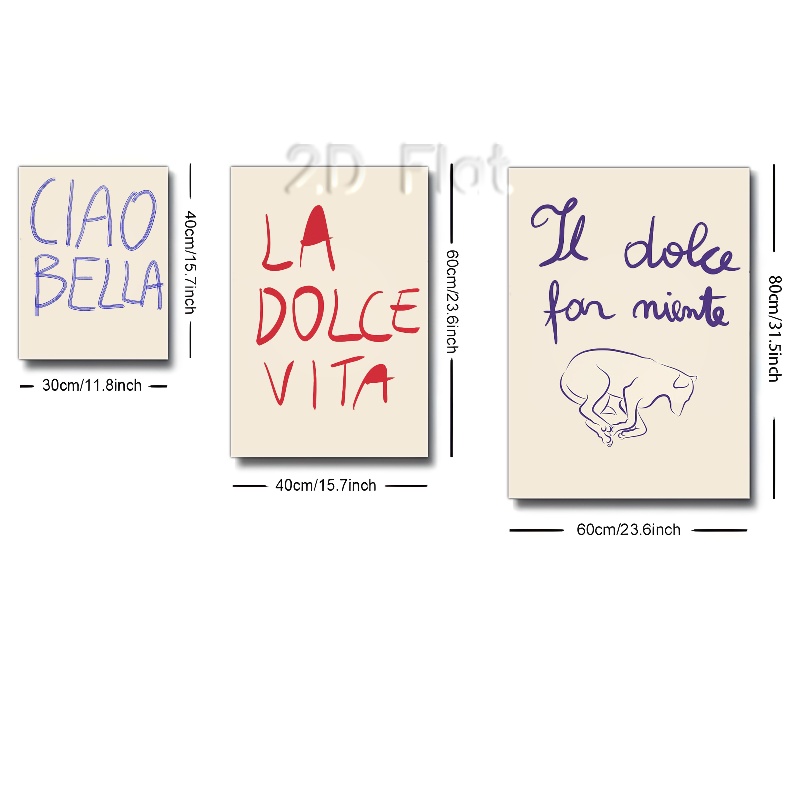 2D Flat
CIAO
BELLA
40cm/15.7inch
30cm/11.8inch
LA
DOLCE
VITA
60cm/23.6inch
40cm/15.7inch
Il dolce
far niente
80cm/31.5inch
60cm/23.6inch